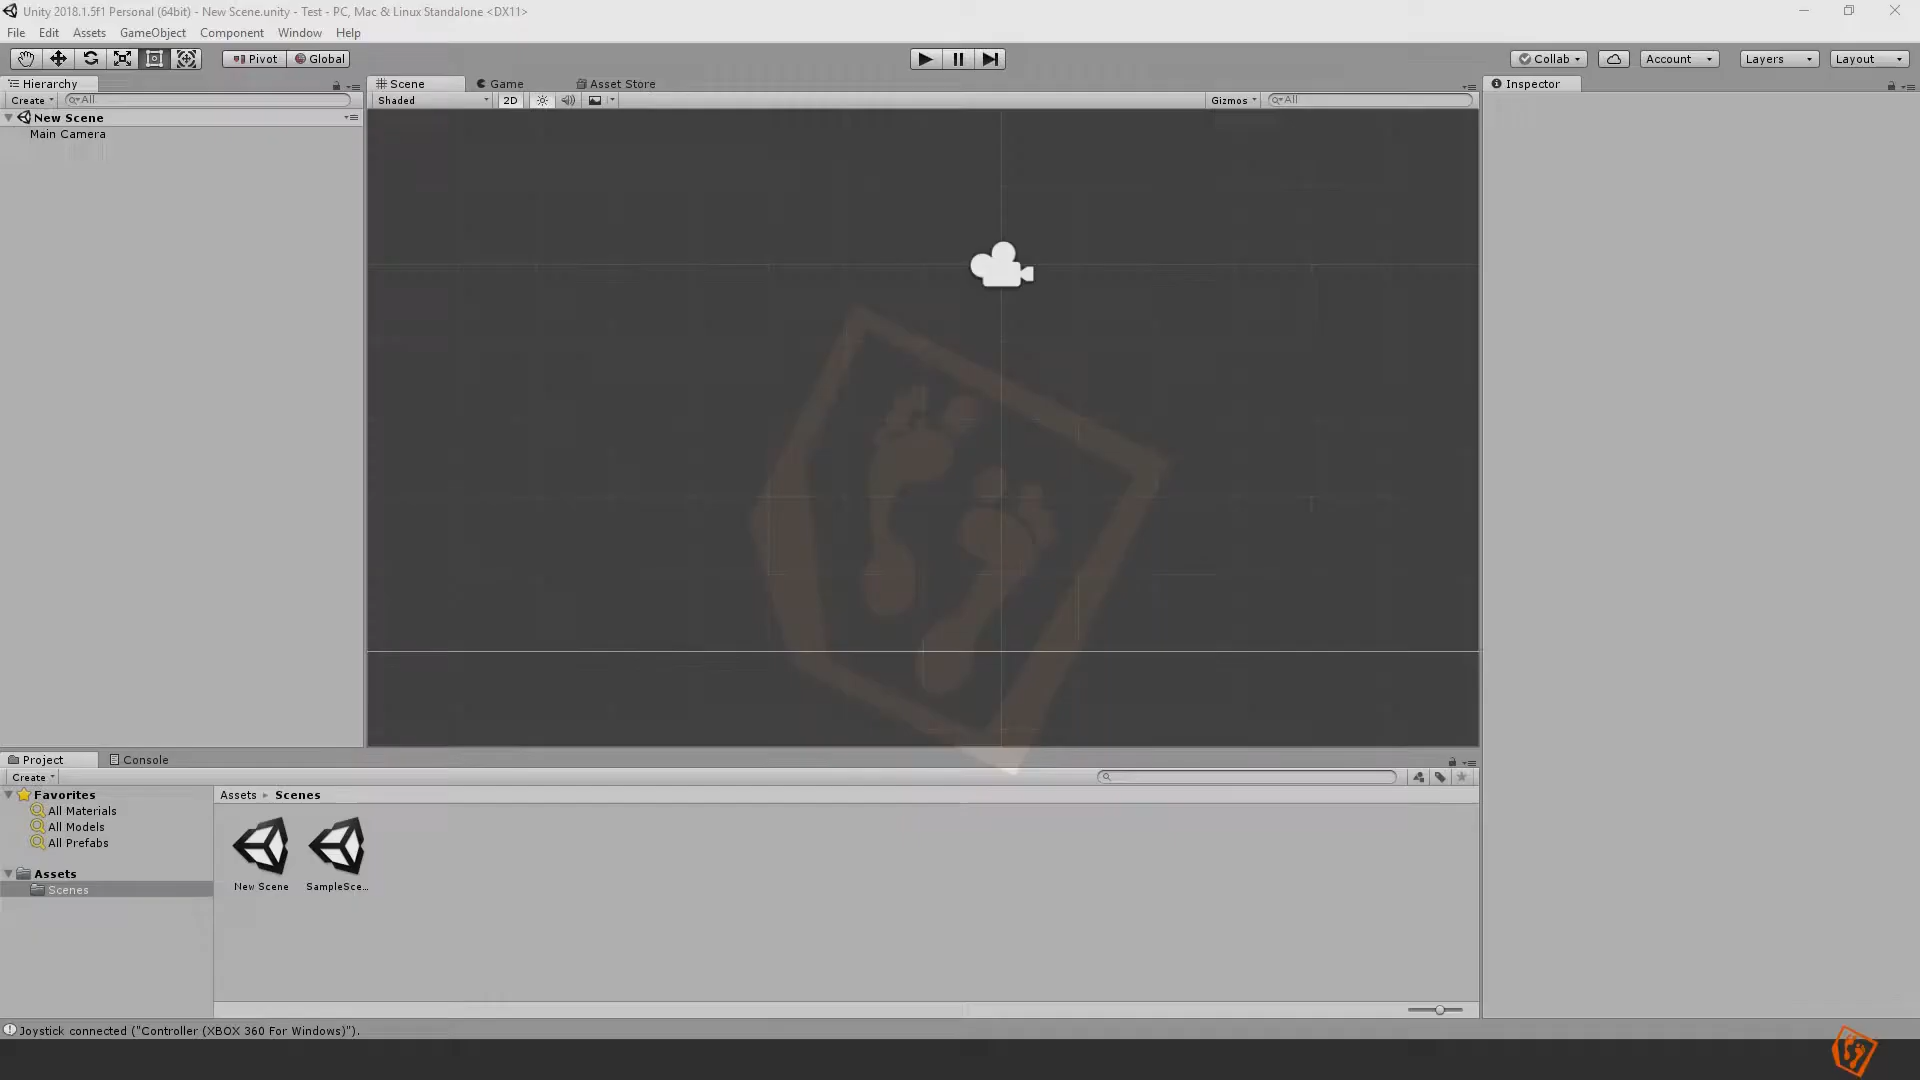 Unity 2018.1.5f1 Personal (64bit) - New Scene.unity - Test - PC, Mac & Linux Standalone <DX11>
File Edit Assets GameObject Component Window Help
Pivot Global Collab Account Layers Layout
Hierarchy Scene Game Asset Store Inspector
Create All Shaded 2D Gizmos All
New Scene
Main Camera
Project Console
Create
Favorites Assets Scenes
All Materials
All Models
All Prefabs
Assets
Scenes
New Scene SampleSce...
Joystick connected ("Controller (XBOX 360 For Windows)").